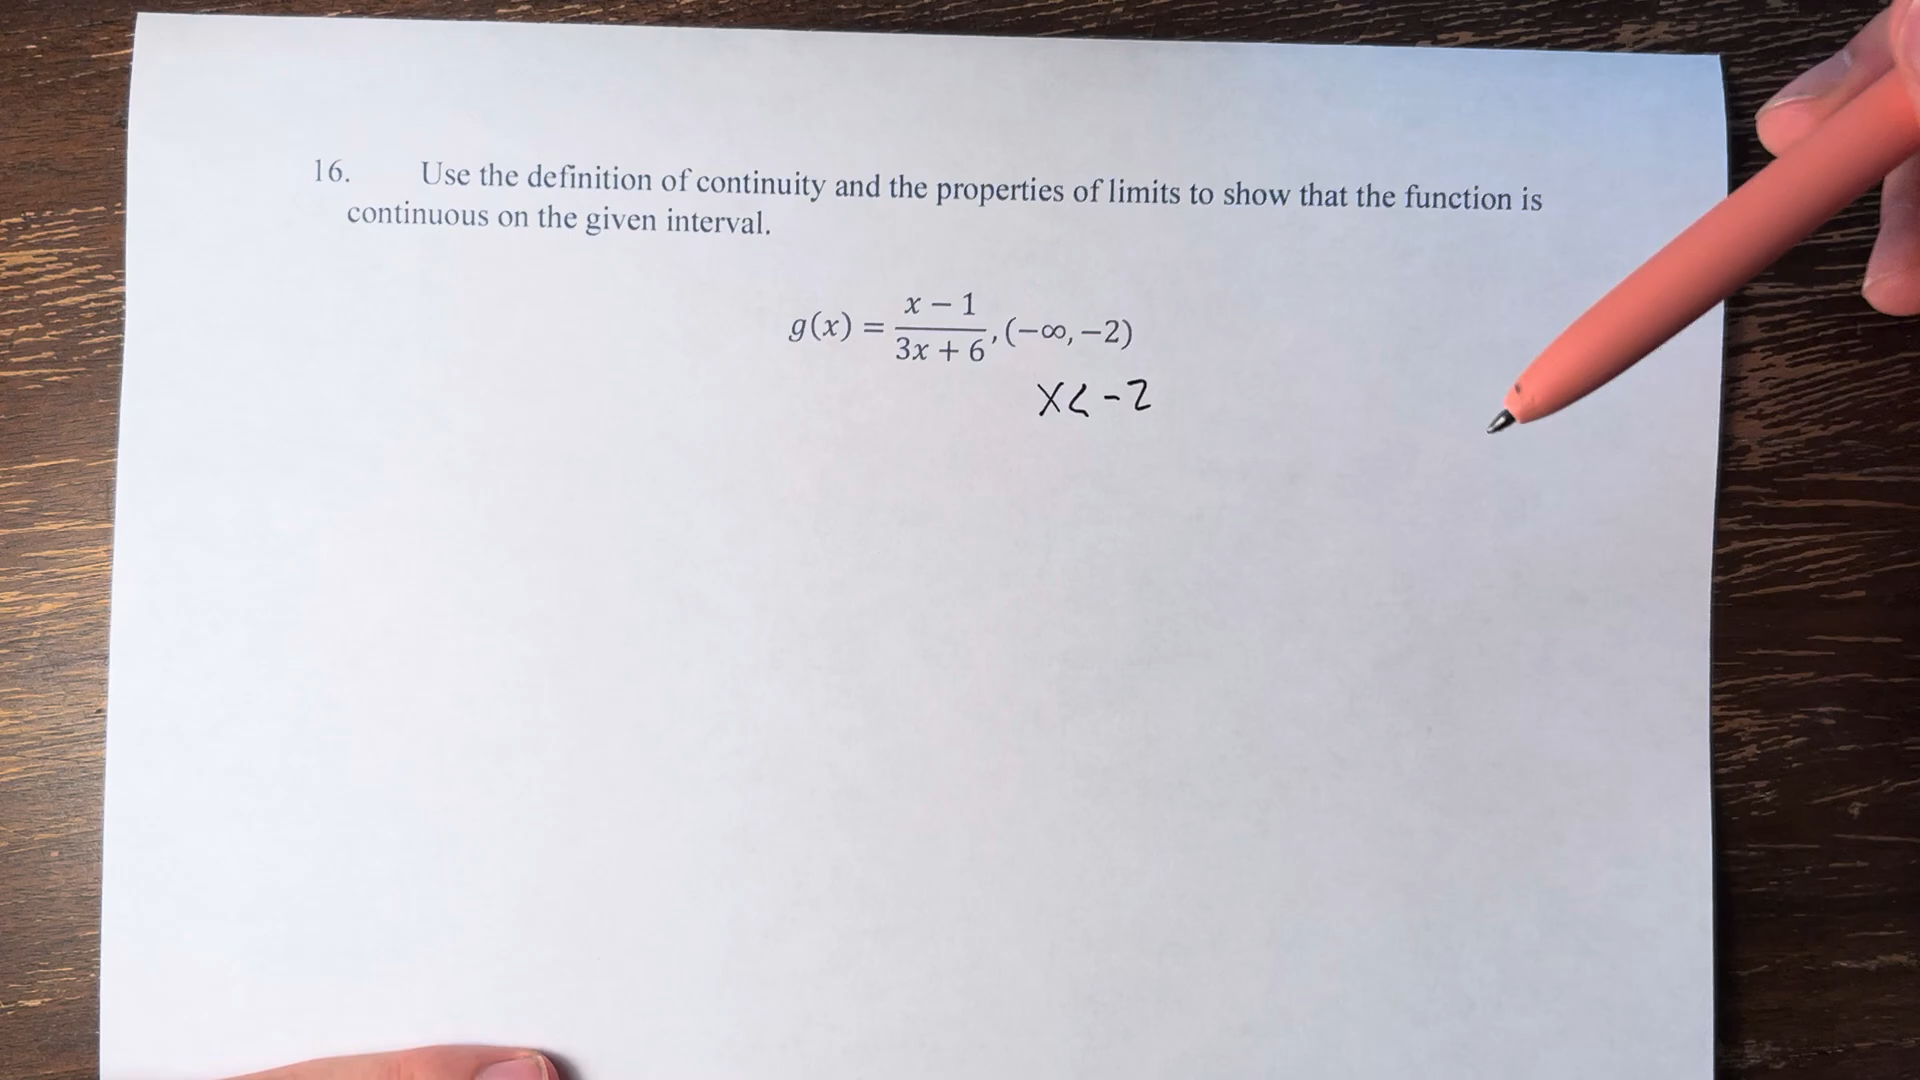 16. Use the definition of continuity and the properties of limits to show that the function is
continuous on the given interval.
g(x) = \frac{x - 1}{3x + 6}, (-∞, -2)
x < -2